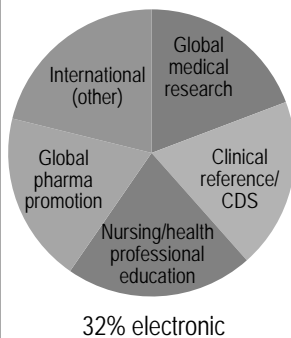 Global
medical
research
International
(other)
Clinical
reference/
CDS
Global
pharma
promotion
Nursing/health
professional
education
32% electronic